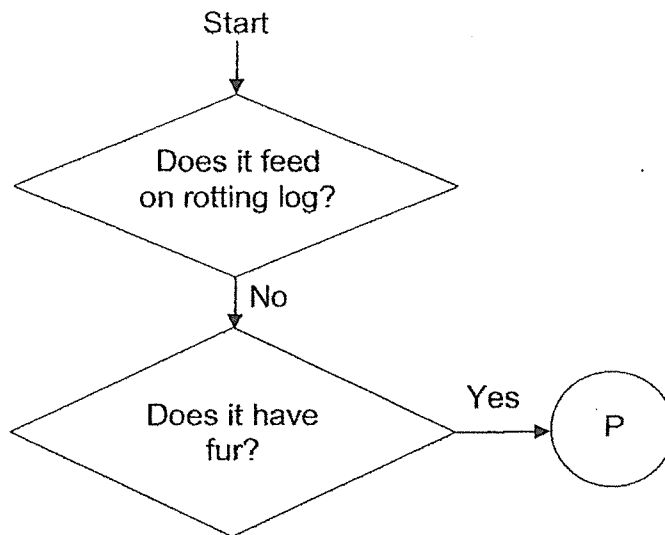 Start
Does it feed
on rotting log?
No
Does it have
fur?
Yes
P